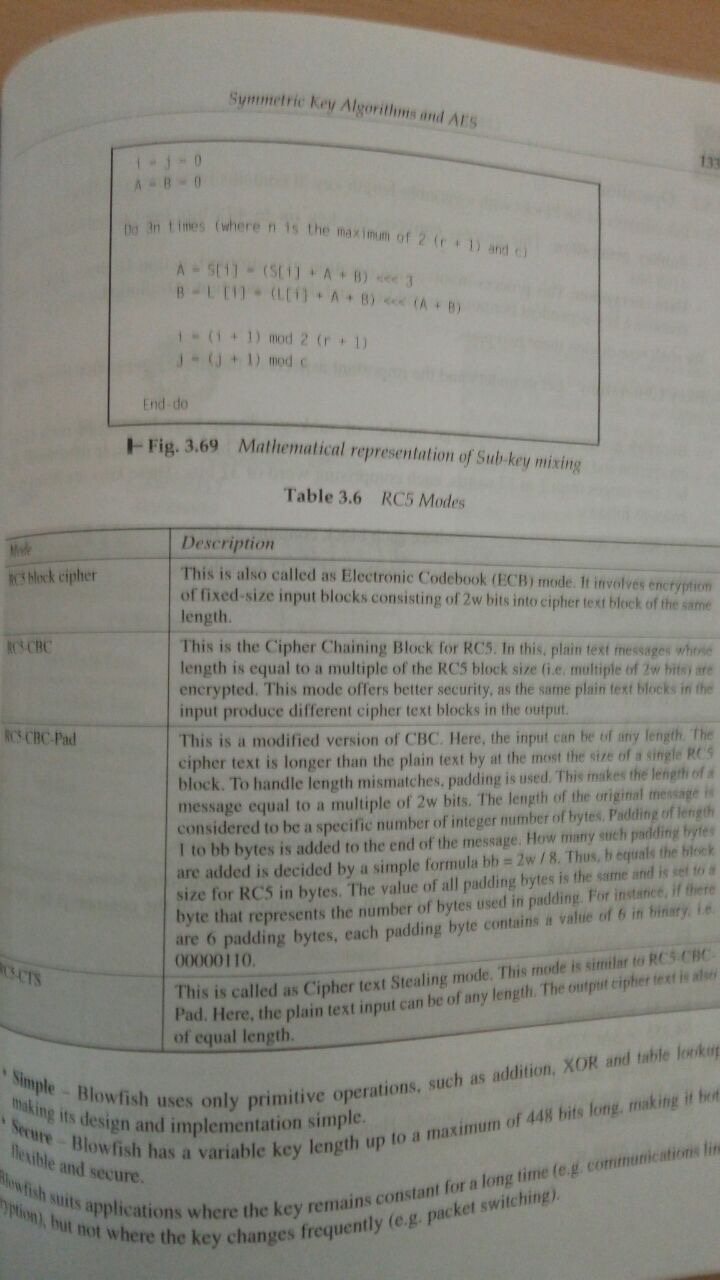 Symmetric Key Algorithms and AES
133
i = j = 0
A = B = 0
Do 3n times (where n is the maximum of 2 (r + 1) and c)
A = S[i] = (S[i] + A + B) <<< 3
B = L [i] = (L[i] + A + B) <<< (A + B)
i = (i + 1) mod 2 (r + 1)
j = (j + 1) mod c
End-do
Fig. 3.69 Mathematical representation of Sub-key mixing
Table 3.6 RC5 Modes
Mode Description
RC5 block cipher This is also called as Electronic Codebook (ECB) mode. It involves encryption
of fixed-size input blocks consisting of 2w bits into cipher text block of the same
length.
RC5-CBC This is the Cipher Chaining Block for RC5. In this, plain text messages whose
length is equal to a multiple of the RC5 block size (i.e. multiple of 2w bits) are
encrypted. This mode offers better security, as the same plain text blocks in the
input produce different cipher text blocks in the output.
RC5-CBC-Pad This is a modified version of CBC. Here, the input can be of any length. The
cipher text is longer than the plain text by at the most the size of a single RC5
block. To handle length mismatches, padding is used. This makes the length of a
message equal to a multiple of 2w bits. The length of the original message is
considered to be a specific number of integer number of bytes. Padding of length
1 to bb bytes is added to the end of the message. How many such padding bytes
are added is decided by a simple formula bb = 2w / 8. Thus, b equals the block
size for RC5 in bytes. The value of all padding bytes is the same and is set to a
byte that represents the number of bytes used in padding. For instance, if there
are 6 padding bytes, each padding byte contains a value of 6 in binary, i.e.
00000110.
RC5-CTS This is called as Cipher text Stealing mode. This mode is similar to RC5-CBC-
Pad. Here, the plain text input can be of any length. The output cipher text is also
of equal length.
• Simple – Blowfish uses only primitive operations, such as addition, XOR and table lookup
making its design and implementation simple.
• Secure – Blowfish has a variable key length up to a maximum of 448 bits long, making it bot
flexible and secure.
Blowfish suits applications where the key remains constant for a long time (e.g. communications lin
yption), but not where the key changes frequently (e.g. packet switching).